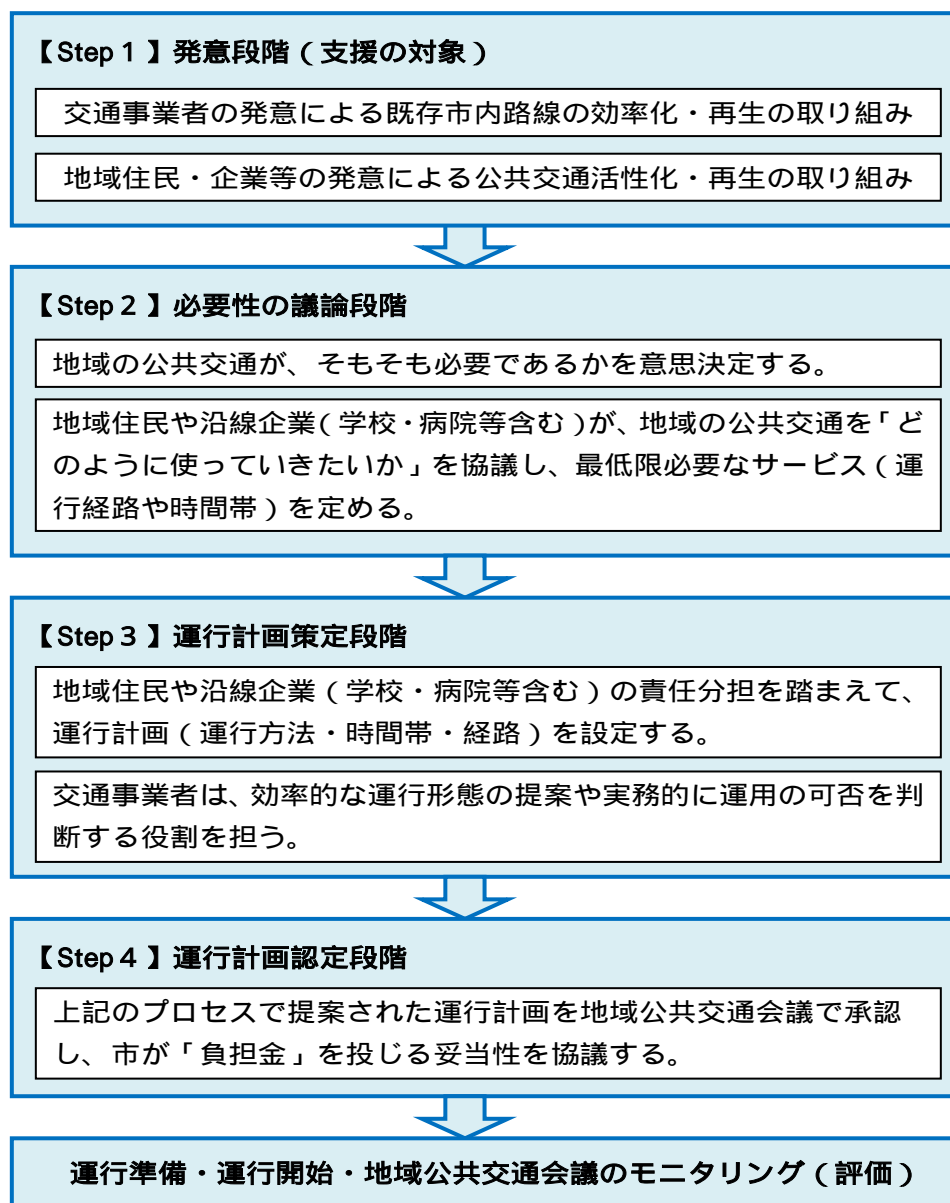 【Step 1 】発意段階（支援の対象）
交通事業者の発意による既存市内路線の効率化・再生の取り組み
地域住民・企業等の発意による公共交通活性化・再生の取り組み
【Step 2 】必要性の議論段階
地域の公共交通が、そもそも必要であるかを意思決定する。
地域住民や沿線企業（学校・病院等含む）が、地域の公共交通を「ど
のように使っていきたいか」を協議し、最低限必要なサービス（運
行経路や時間帯）を定める。
【Step 3 】運行計画策定段階
地域住民や沿線企業（学校・病院等含む）の責任分担を踏まえて、
運行計画（運行方法・時間帯・経路）を設定する。
交通事業者は、効率的な運行形態の提案や実務的に運用の可否を判
断する役割を担う。
【Step 4 】運行計画認定段階
上記のプロセスで提案された運行計画を地域公共交通会議で承認
し、市が「負担金」を投じる妥当性を協議する。
運行準備・運行開始・地域公共交通会議のモニタリング（評価）